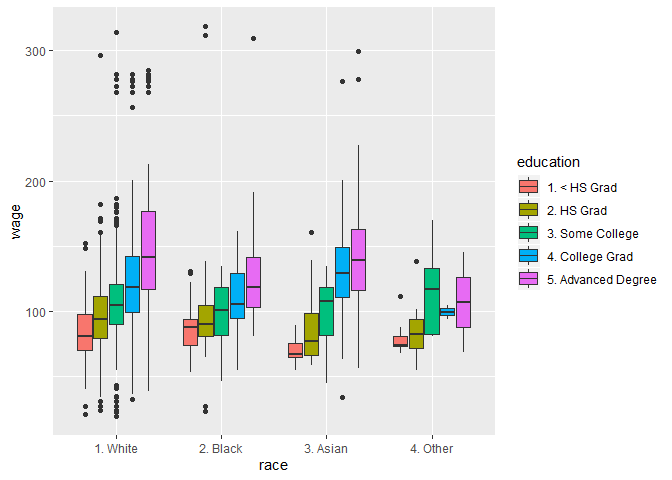 300
200
100
wage
1. White
2. Black
3. Asian
4. Other
race
education
1. < HS Grad
2. HS Grad
3. Some College
4. College Grad
5. Advanced Degree